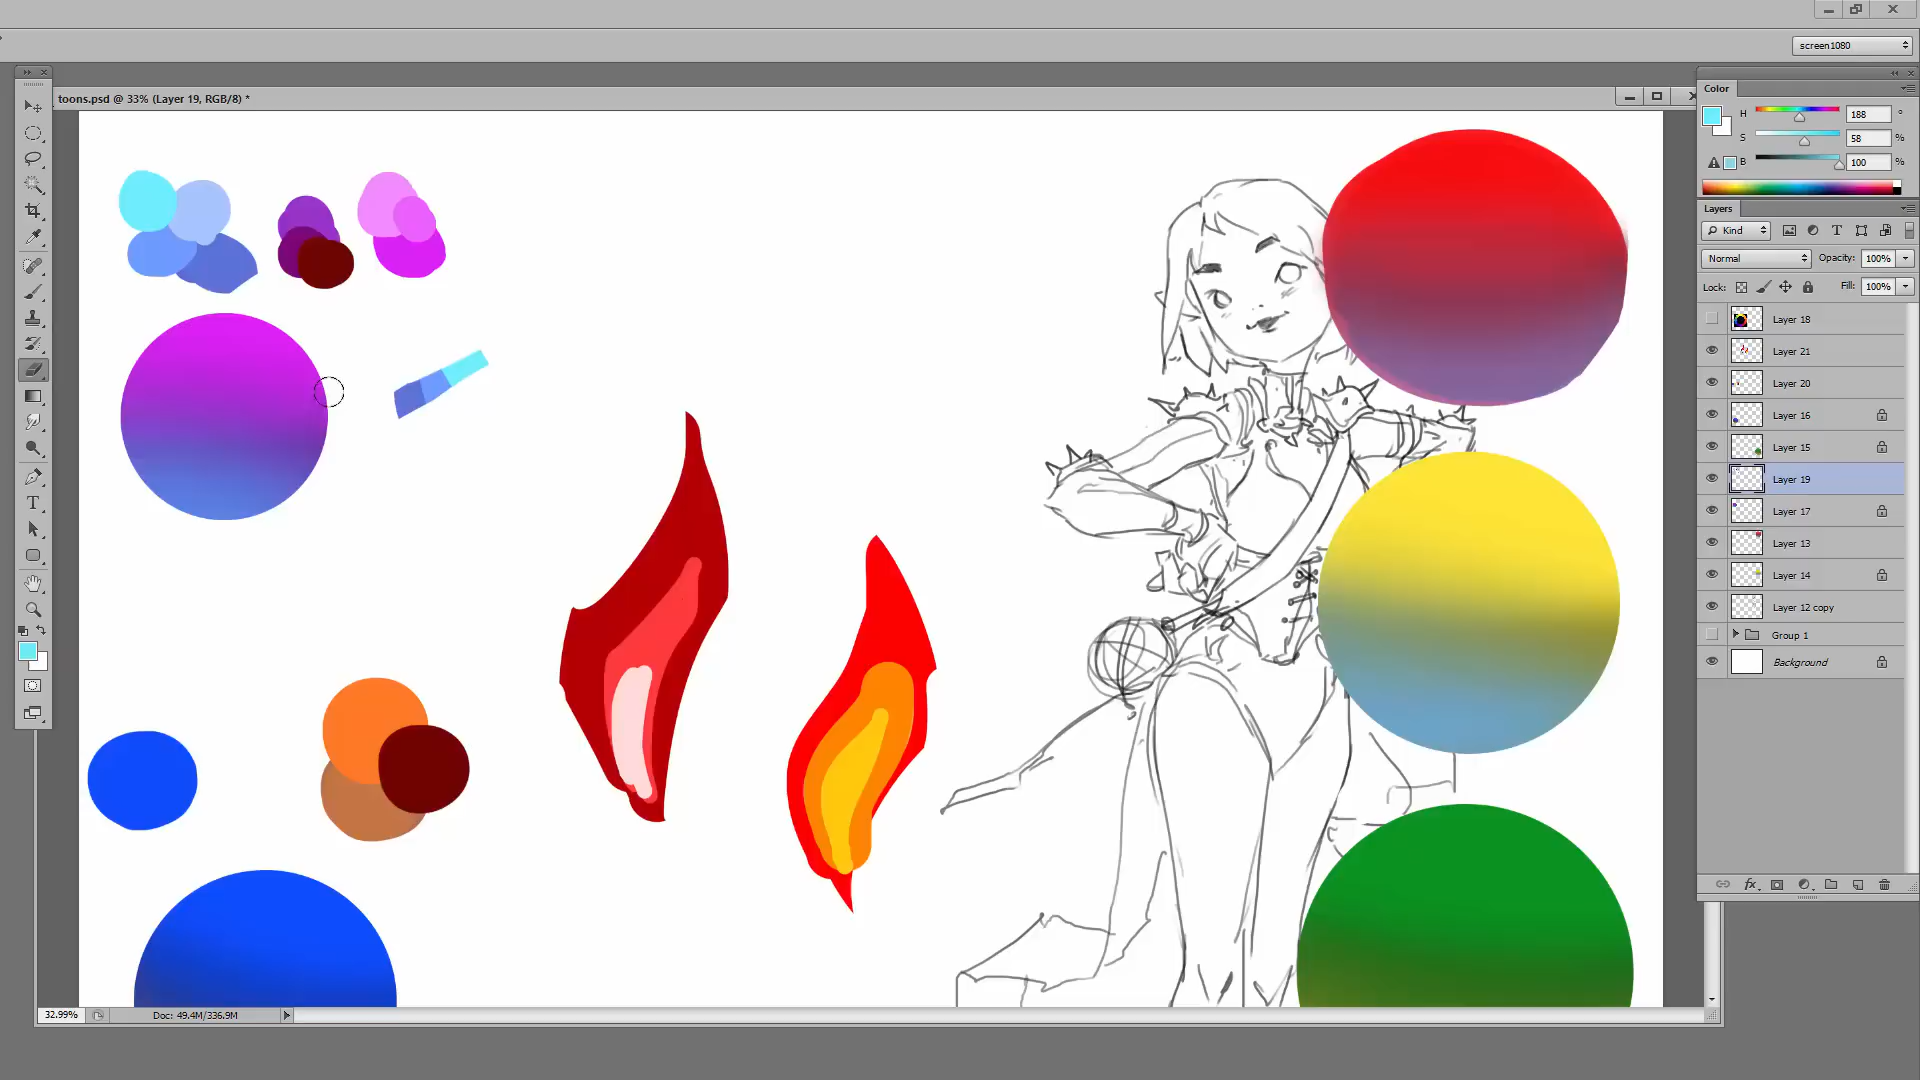 screen1080
toons.psd @ 33% (Layer 19, RGB/8) *
Color
H 188 °
S 58 %
B 100 %
Layers
Kind
T
Normal Opacity: 100%
Lock: Fill: 100%
Layer 18
Layer 21
Layer 20
Layer 16
Layer 15
Layer 19
Layer 17
Layer 13
Layer 14
Layer 12 copy
Group 1
Background
fx
T
32.99% Doc: 49.4M/336.9M